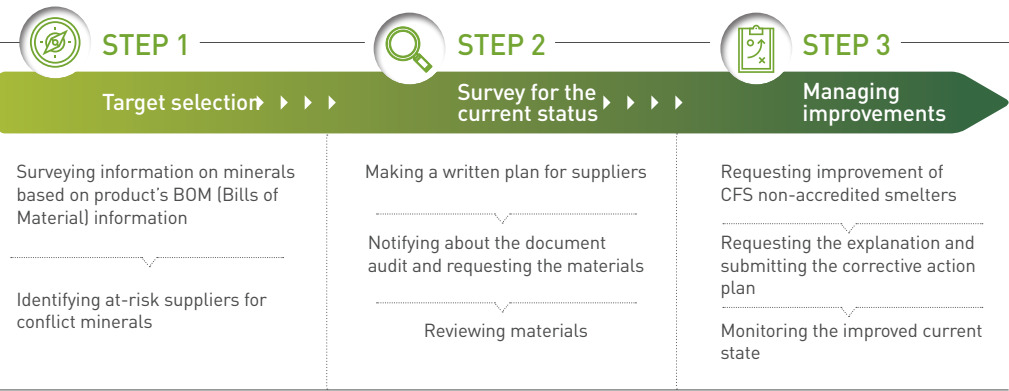 STEP 1
Target selection
Surveying information on minerals
based on product's BOM (Bills of
Material) information
Identifying at-risk suppliers for
conflict minerals
STEP 2
Survey for the
current status
Making a written plan for suppliers
Notifying about the document
audit and requesting the materials
Reviewing materials
STEP 3
Managing
improvements
Requesting improvement of
CFS non-accredited smelters
Requesting the explanation and
submitting the corrective action
plan
Monitoring the improved current
state